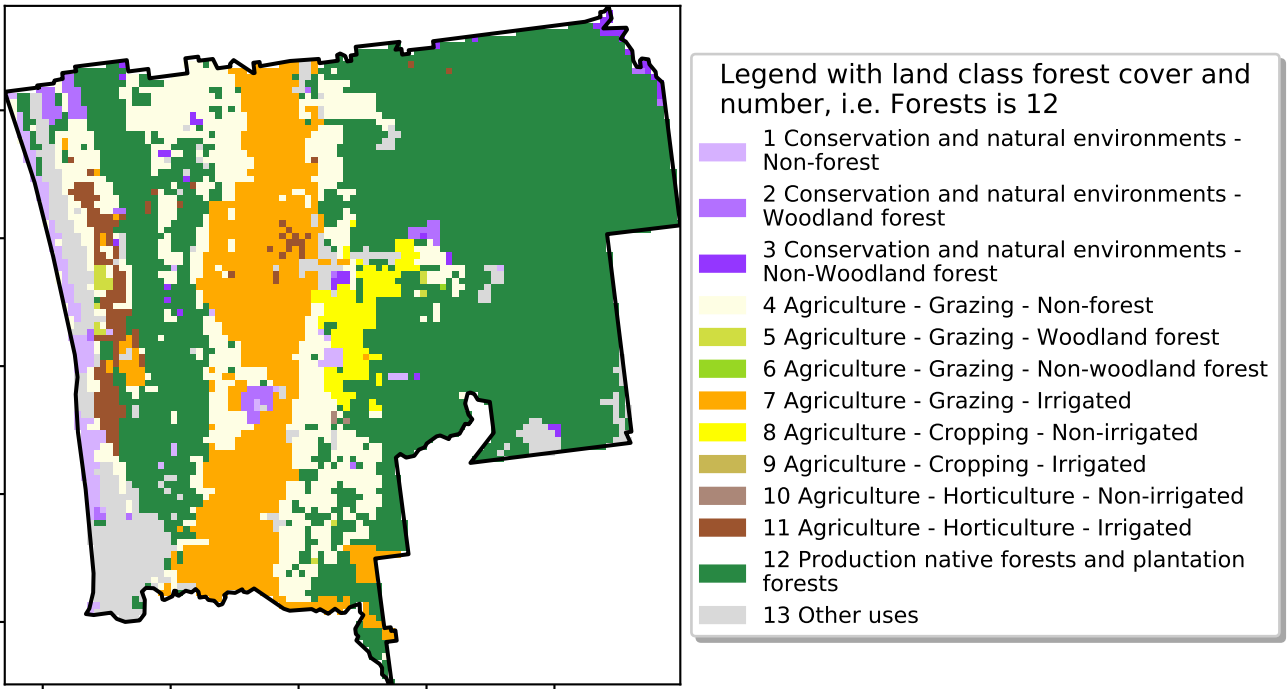 Legend with land class forest cover and
number, i.e. Forests is 12
1 Conservation and natural environments -
Non-forest
2 Conservation and natural environments -
Woodland forest
3 Conservation and natural environments -
Non-Woodland forest
4 Agriculture - Grazing - Non-forest
5 Agriculture - Grazing - Woodland forest
6 Agriculture - Grazing - Non-woodland forest
7 Agriculture - Grazing - Irrigated
8 Agriculture - Cropping - Non-irrigated
9 Agriculture - Cropping - Irrigated
10 Agriculture - Horticulture - Non-irrigated
11 Agriculture - Horticulture - Irrigated
12 Production native forests and plantation
forests
13 Other uses